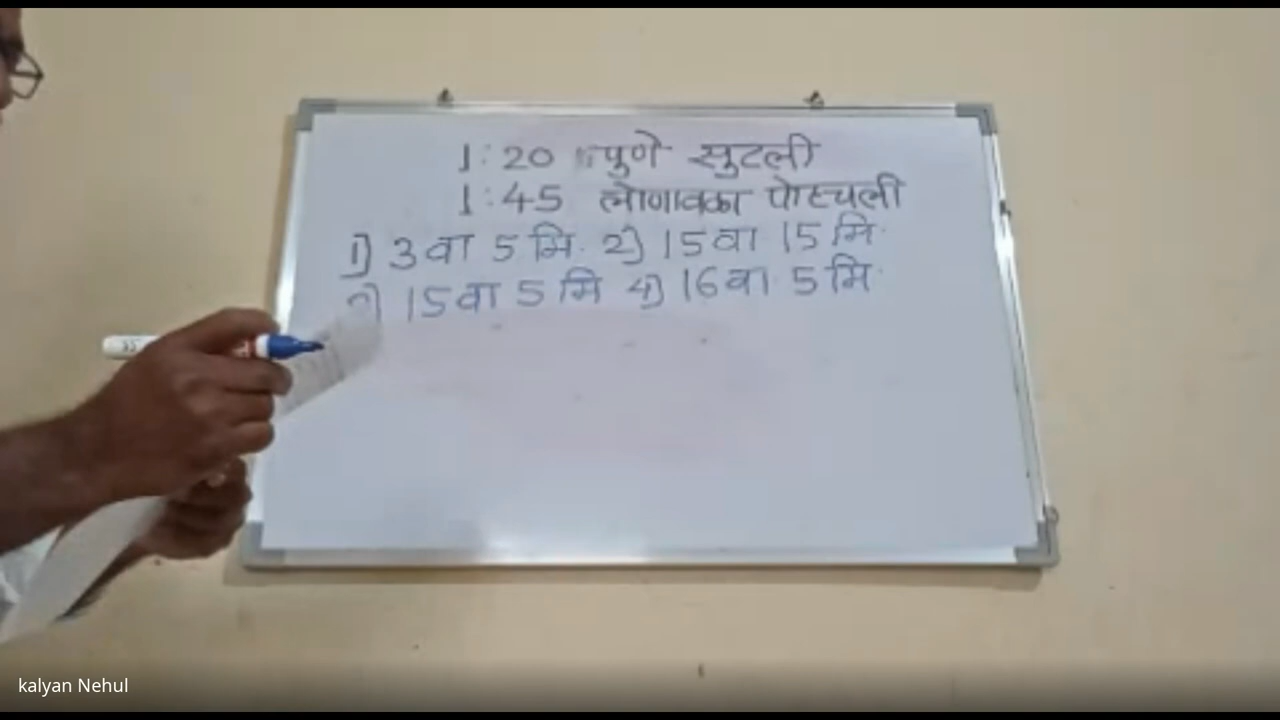 1:20 पुणे सुटली
1:45 लोणावळा पोहचली
1) 3 वा 5 मि. 2) 15 वा 15 मि.
3) 15 वा 5 मि 4) 16 वा. 5 मि.
kalyan Nehul